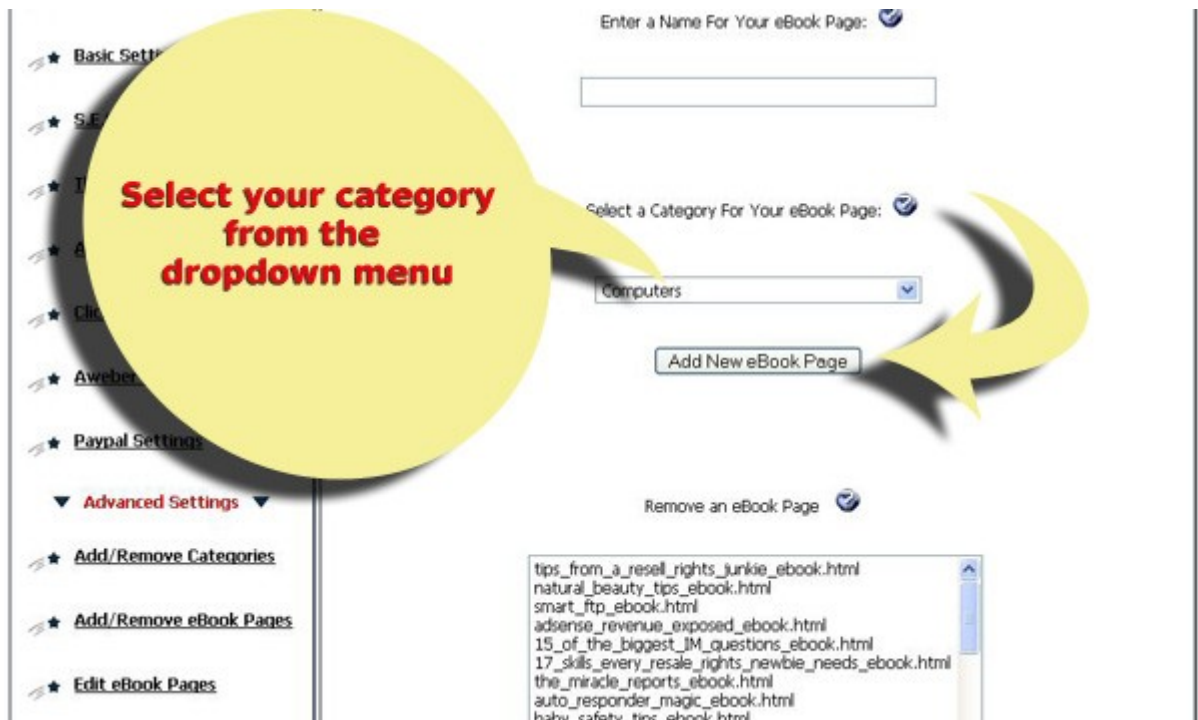 Enter a Name For Your eBook Page:
Basic
Select your category
from the
dropdown menu
Select a Category For Your eBook Page:
Computers
Add New eBook Page
Aweber
Paypal Settings
Advanced Settings
Remove an eBook Page
Add/Remove Categories
Add/Remove eBook Pages
Edit eBook Pages
tips_from_a_resell_rights_junkie_ebook.html
natural_beauty_tips_ebook.html
smart_ftp_ebook.html
adsense_revenue_exposed_ebook.html
15_of_the_biggest_IM_questions_ebook.html
17_skills_every_resale_rights_newbie_needs_ebook.html
the_miracle_reports_ebook.html
auto_responder_magic_ebook.html
baby_safety_tips_ebook.html